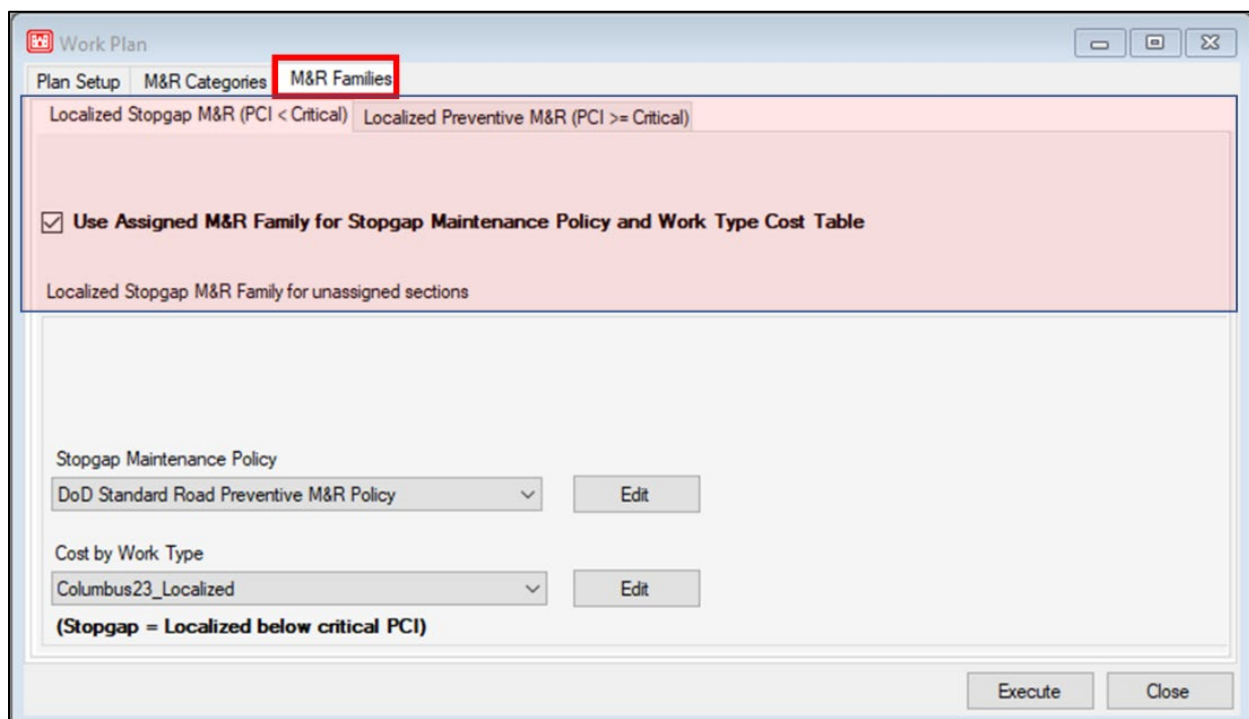 Work Plan
Plan Setup M&R Categories M&R Families
Localized Stopgap M&R (PCI < Critical) Localized Preventive M&R (PCI >= Critical)
Use Assigned M&R Family for Stopgap Maintenance Policy and Work Type Cost Table
Localized Stopgap M&R Family for unassigned sections
Stopgap Maintenance Policy
DoD Standard Road Preventive M&R Policy Edit
Cost by Work Type
Columbus23_Localized Edit
(Stopgap = Localized below critical PCI)
Execute Close